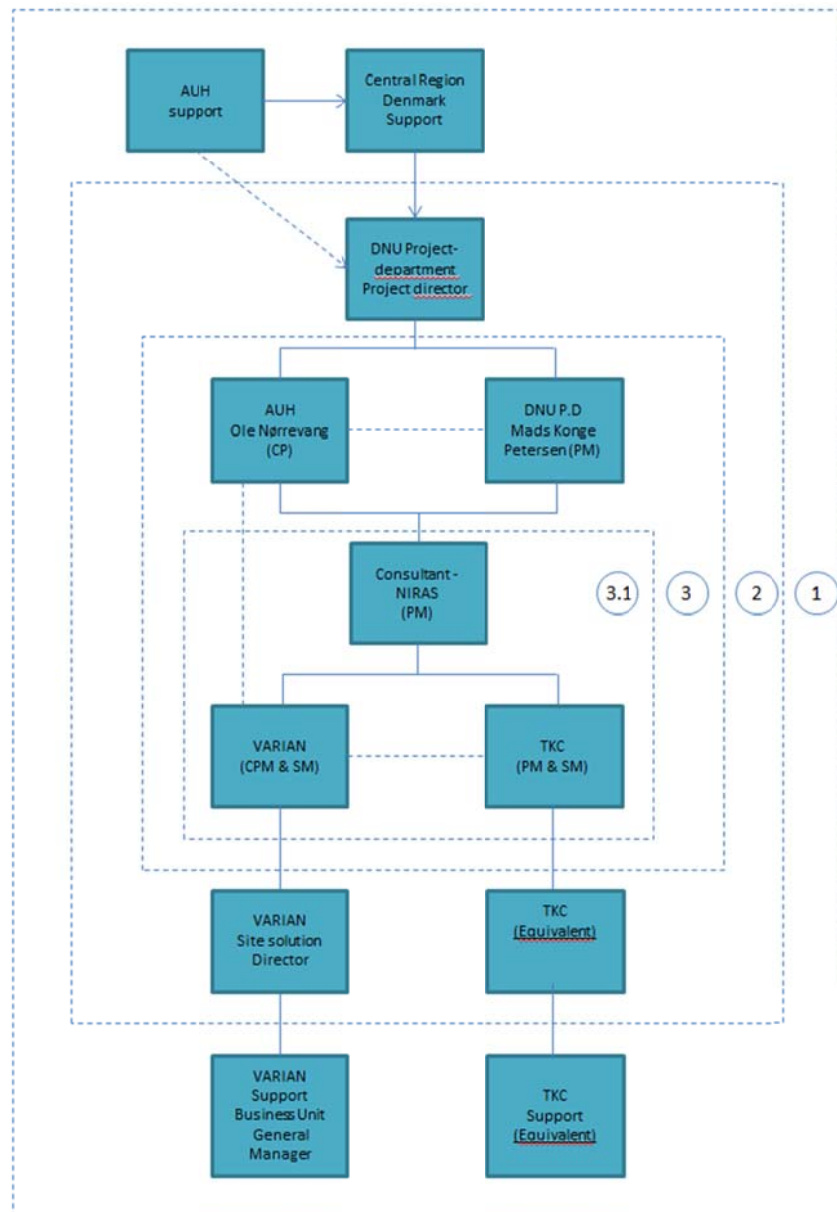 AUH
support
Central Region
Denmark
Support
DNU Project-
department
Project director
AUH
Ole Nørrevang
(CP)
DNU P.D
Mads Konge
Petersen (PM)
Consultant -
NIRAS
(PM)
3.1
3
2
1
VARIAN
(CPM & SM)
TKC
(PM & SM)
VARIAN
Site solution
Director
TKC
(Equivalent)
VARIAN
Support
Business Unit
General
Manager
TKC
Support
(Equivalent)